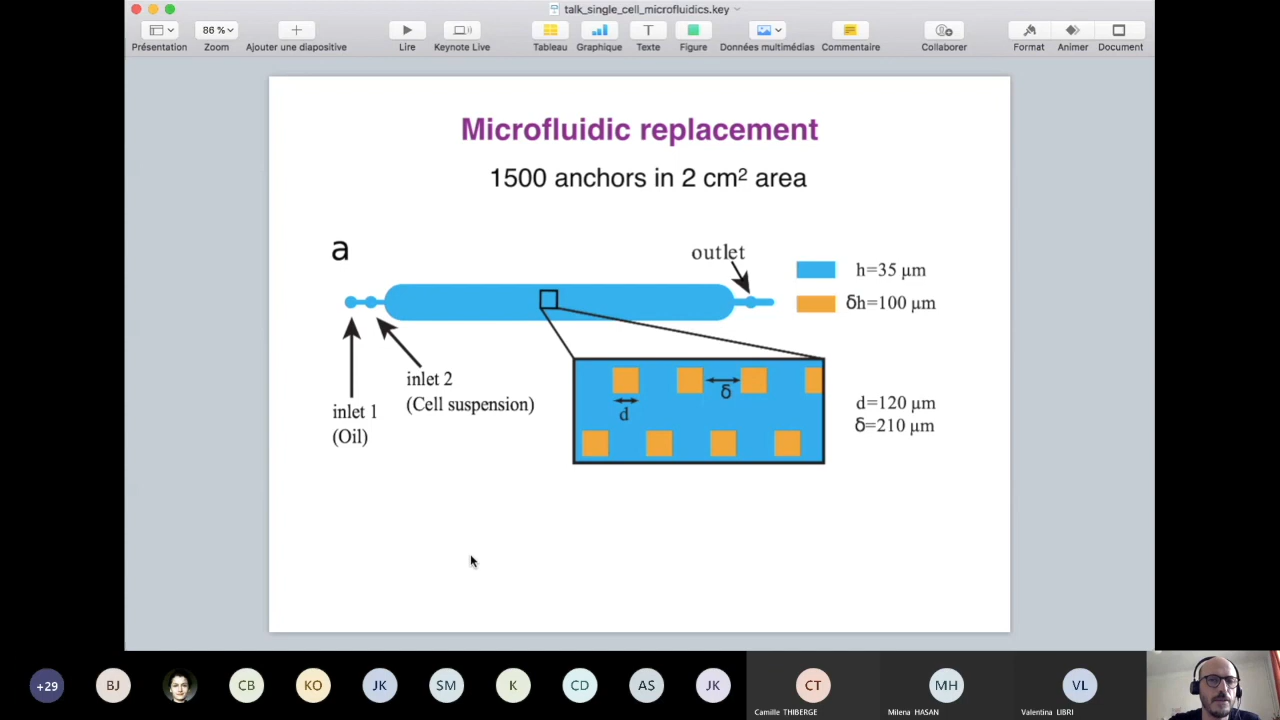 talk_single_cell_microfluidics.key
86 %
Présentation
Zoom
Ajouter une diapositive
Lire
Keynote Live
Tableau
Graphique
Texte
Figure
Données multimédias
Commentaire
Collaborer
Format
Animer
Document
Microfluidic replacement
1500 anchors in 2 cm² area
a
outlet
h=35 µm
δh=100 µm
inlet 2
(Cell suspension)
inlet 1
(Oil)
δ
d
d=120 µm
δ=210 µm
+29
BJ
CB
KO
JK
SM
K
CD
AS
JK
CT
MH
VL
Camille THIBERGE
Milena HASAN
Valentina LIBRI